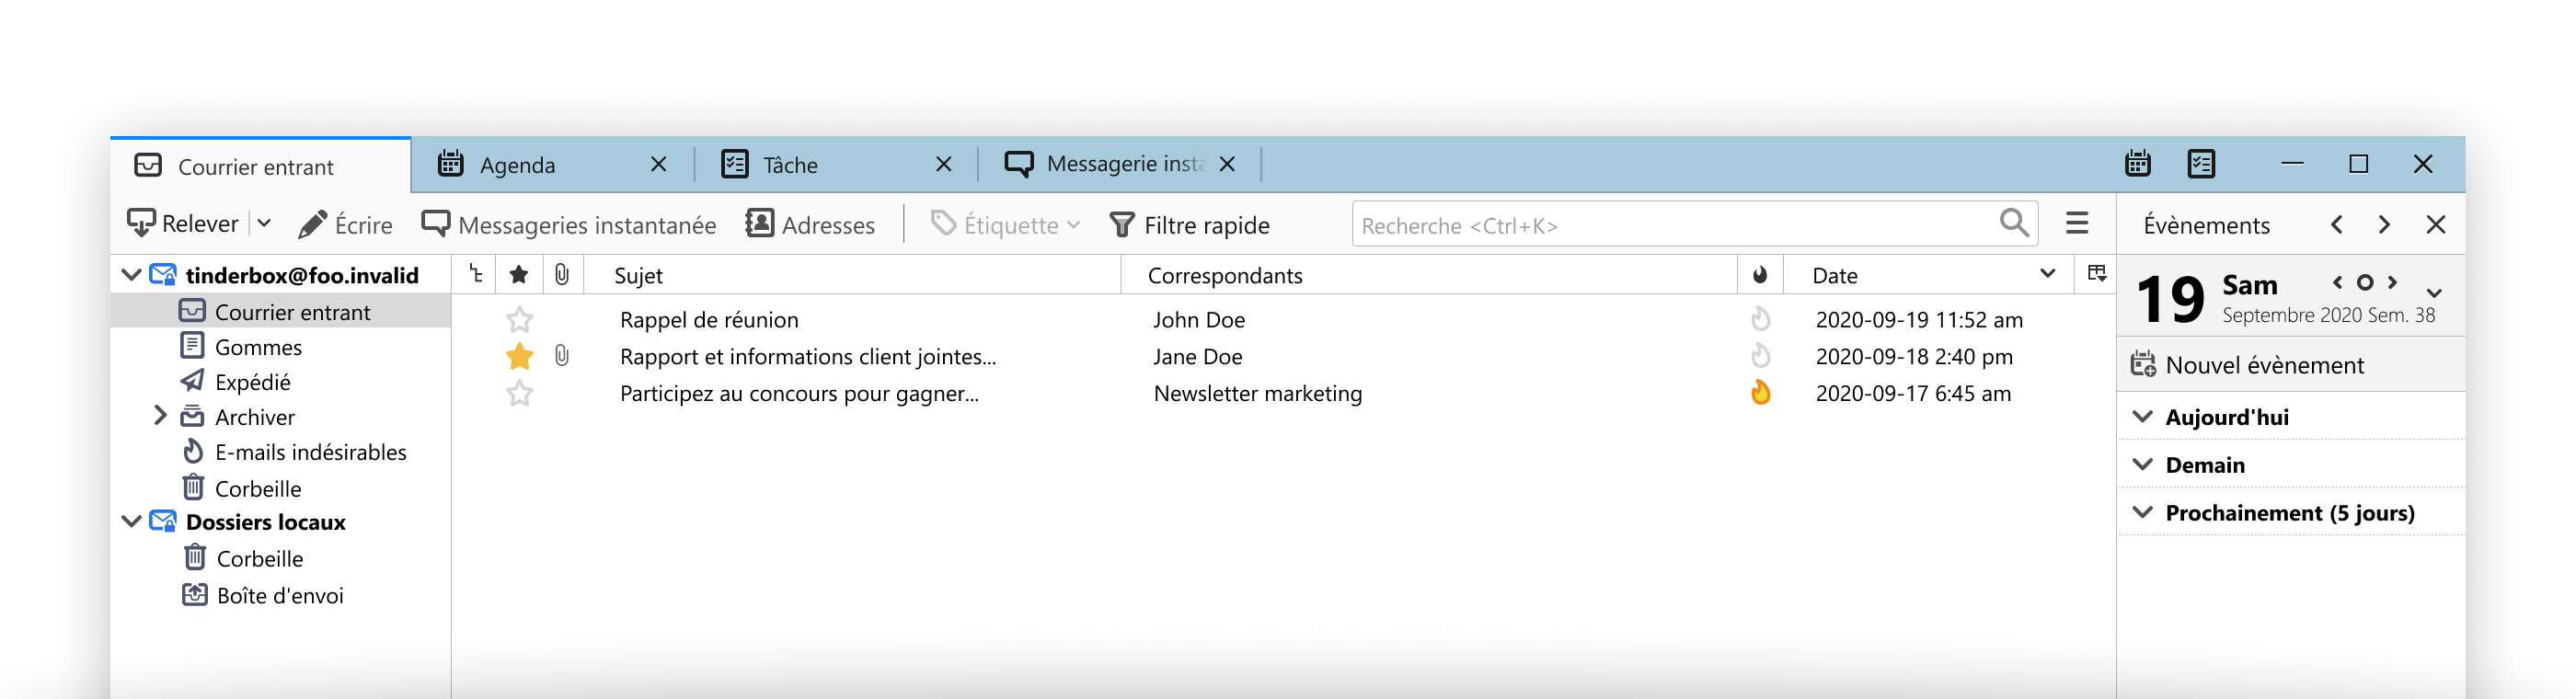 Courrier entrant
Agenda
Tâche
Messagerie insta
Relever
Écrire
Messageries instantanée
Adresses
Étiquette
Filtre rapide
Recherche <Ctrl+K>
Évènements
tinderbox@foo.invalid
Courrier entrant
Gommes
Expédié
Archiver
E-mails indésirables
Corbeille
Dossiers locaux
Corbeille
Boîte d'envoi
Sujet Correspondants Date
Rappel de réunion John Doe 2020-09-19 11:52 am
Rapport et informations client jointes... Jane Doe 2020-09-18 2:40 pm
Participez au concours pour gagner... Newsletter marketing 2020-09-17 6:45 am
19 Sam
Septembre 2020 Sem. 38
Nouvel évènement
Aujourd'hui
Demain
Prochainement (5 jours)